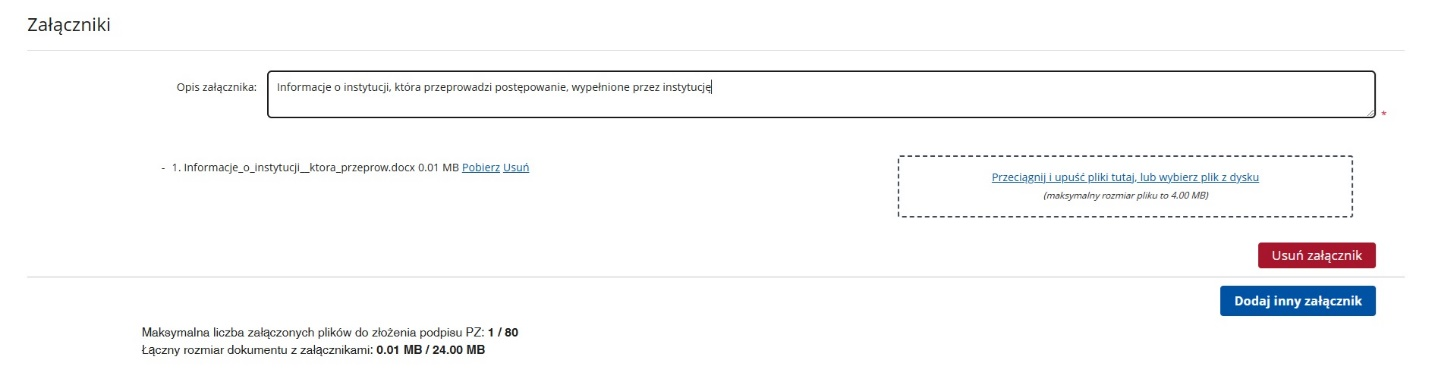 Załączniki
Opis załącznika: Informacje o instytucji, która przeprowadzi postępowanie, wypełnione przez instytucję
*
- 1. Informacje_o_instytucji__ktora_przeprow.docx 0.01 MB Pobierz Usuń
Przeciągnij i upuść pliki tutaj, lub wybierz plik z dysku
(maksymalny rozmiar pliku to 4.00 MB)
Usuń załącznik
Dodaj inny załącznik
Maksymalna liczba załączonych plików do złożenia podpisu PZ: 1 / 80
Łączny rozmiar dokumentu z załącznikami: 0.01 MB / 24.00 MB